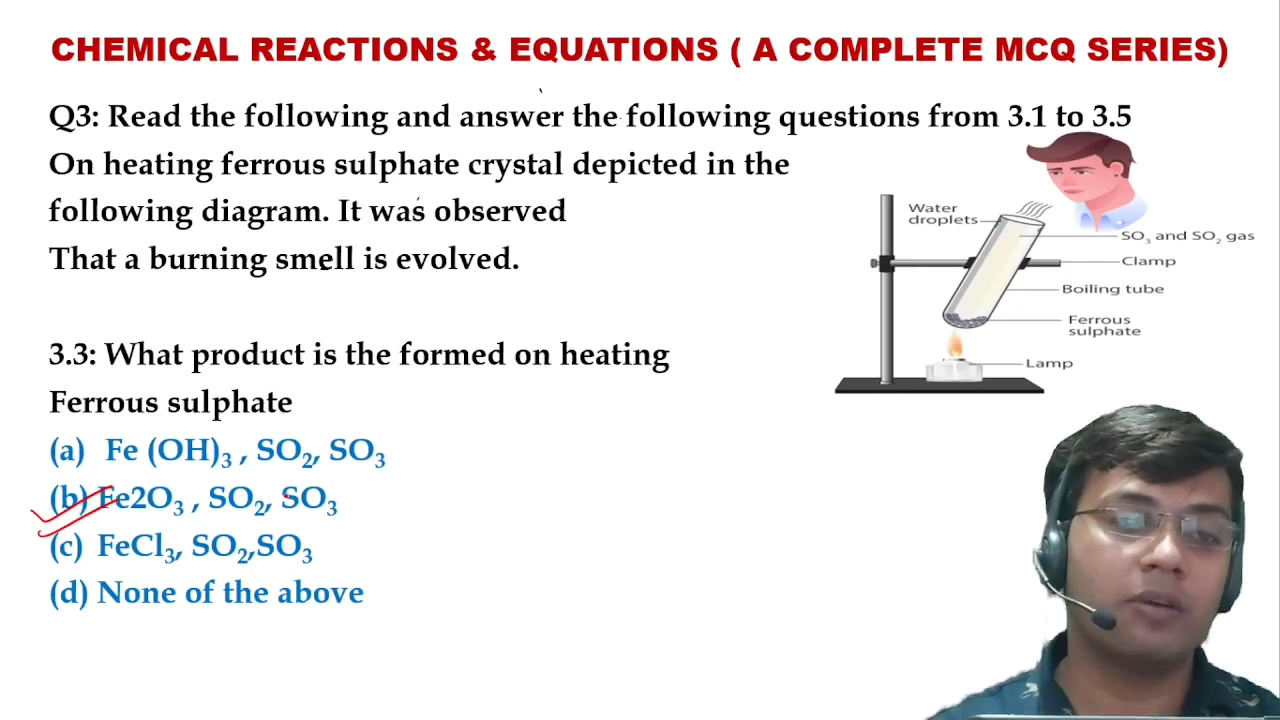 CHEMICAL REACTIONS & EQUATIONS ( A COMPLETE MCQ SERIES)
Q3: Read the following and answer the following questions from 3.1 to 3.5
On heating ferrous sulphate crystal depicted in the
following diagram. It was observed
That a burning smell is evolved.
Water
droplets
SO₃ and SO₂ gas
Clamp
Boiling tube
Ferrous
sulphate
Lamp
3.3: What product is the formed on heating
Ferrous sulphate
(a) Fe (OH)₃ , SO₂, SO₃
(b) Fe2O₃ , SO₂, SO₃
(c) FeCl₃, SO₂,SO₃
(d) None of the above